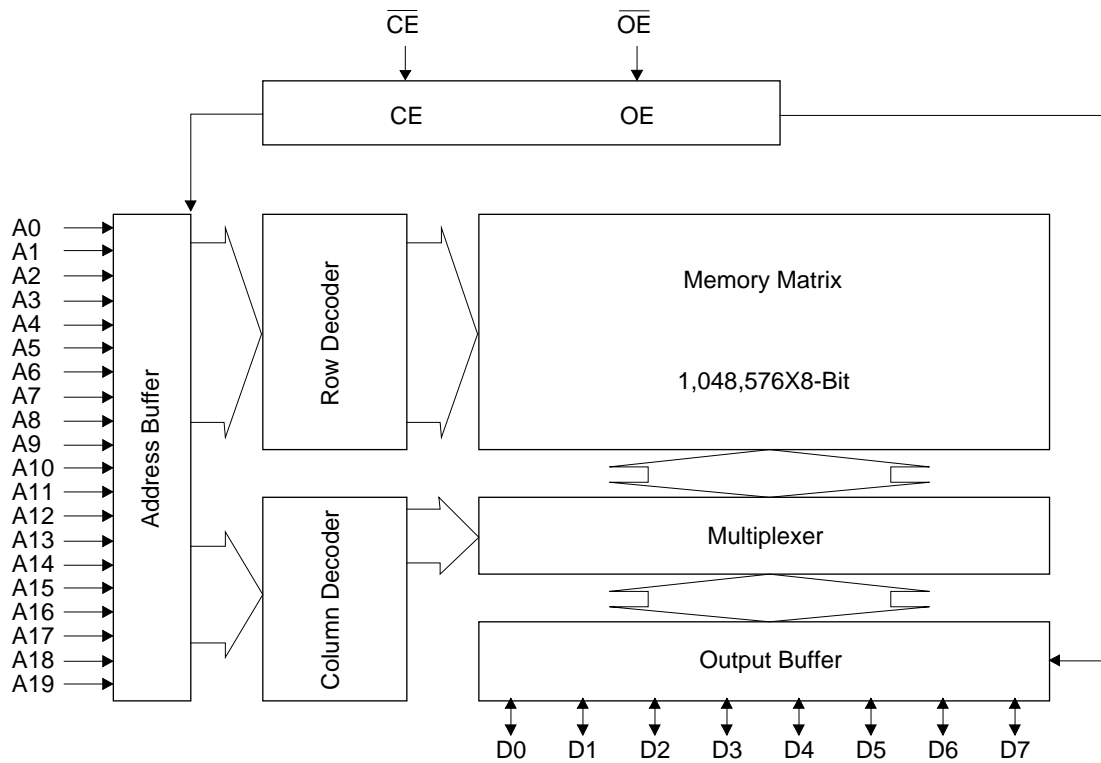 C̅E̅ O̅E̅
CE OE
A0
A1
A2
A3
A4
A5
A6
A7
A8
A9
A10
A11
A12
A13
A14
A15
A16
A17
A18
A19
Address Buffer
Row Decoder
Column Decoder
Memory Matrix
1,048,576X8-Bit
Multiplexer
Output Buffer
D0 D1 D2 D3 D4 D5 D6 D7